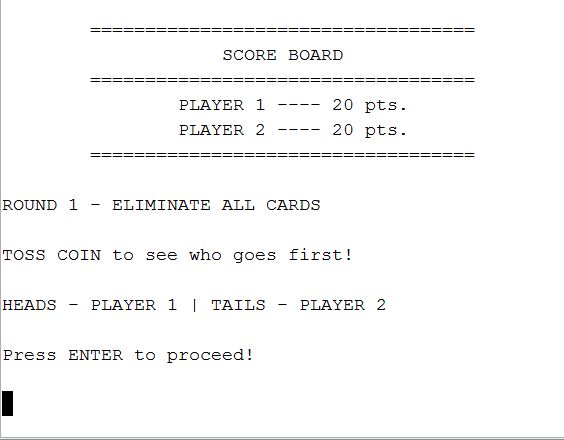 ===================================
SCORE BOARD
===================================
PLAYER 1 ---- 20 pts.
PLAYER 2 ---- 20 pts.
===================================
ROUND 1 - ELIMINATE ALL CARDS
TOSS COIN to see who goes first!
HEADS - PLAYER 1 | TAILS - PLAYER 2
Press ENTER to proceed!